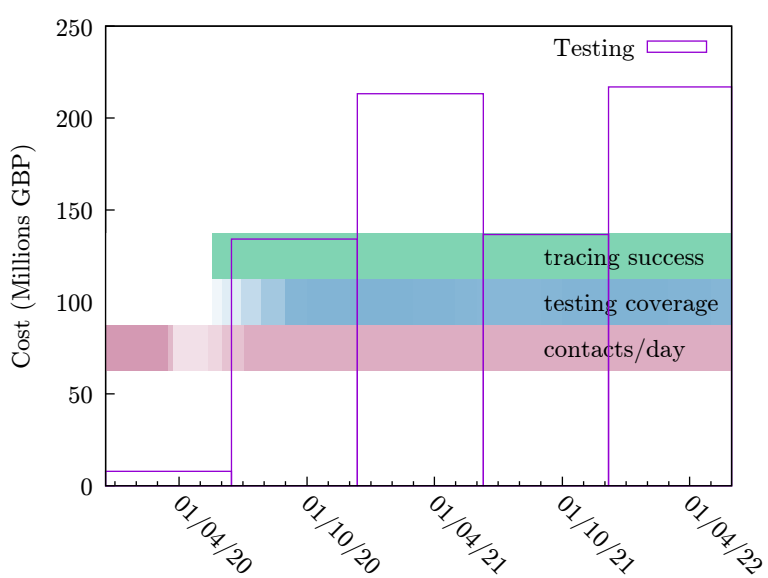 250
Testing
200
150
100
50
0
Cost (Millions GBP)
tracing success
testing coverage
contacts/day
01/04/20
01/10/20
01/04/21
01/10/21
01/04/22